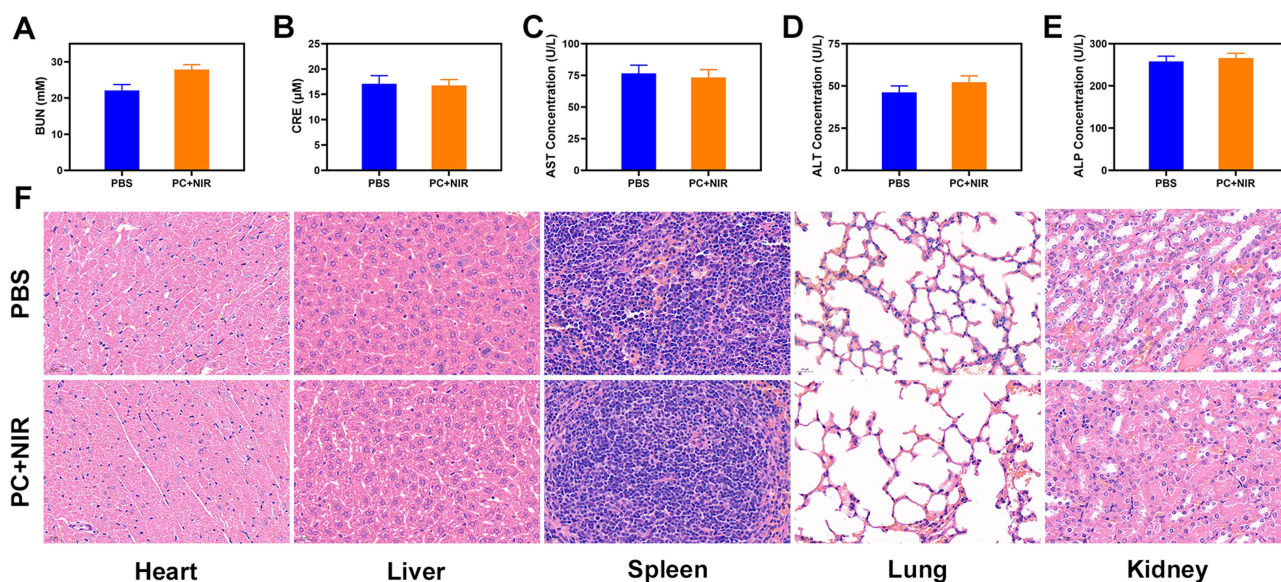 A
BUN (mM)
30
20
10
0
PBS
PC+NIR
B
CRE (μM)
25
20
15
10
5
0
PBS
PC+NIR
C
AST Concentration (U/L)
100
75
50
25
0
PBS
PC+NIR
D
ALT Concentration (U/L)
75
50
25
0
PBS
PC+NIR
E
ALP Concentration (U/L)
300
200
100
0
PBS
PC+NIR
F
PBS
PC+NIR
Heart
Liver
Spleen
Lung
Kidney